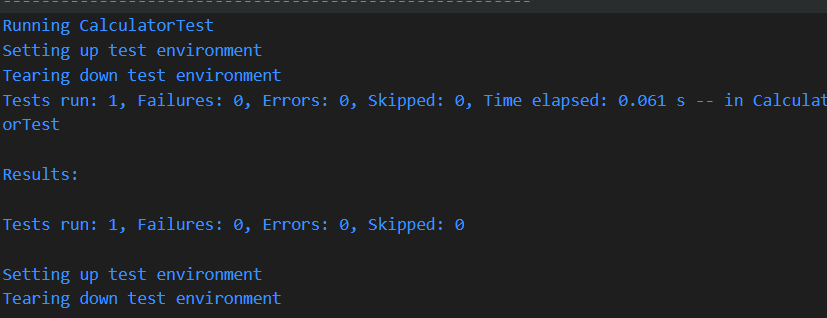 ------------------------------------------------------
Running CalculatorTest
Setting up test environment
Tearing down test environment
Tests run: 1, Failures: 0, Errors: 0, Skipped: 0, Time elapsed: 0.061 s -- in Calculat
orTest
Results:
Tests run: 1, Failures: 0, Errors: 0, Skipped: 0
Setting up test environment
Tearing down test environment